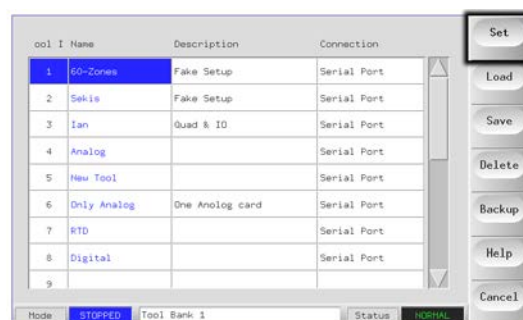 ool I Name Description Connection
1 60-Zones Fake Setup Serial Port
2 Sekis Fake Setup Serial Port
3 Ian Quad & IO Serial Port
4 Analog Serial Port
5 New Tool Serial Port
6 Only Analog One Anolog card Serial Port
7 RTD Serial Port
8 Digital Serial Port
9
Mode STOPPED Tool Bank 1 Status NORMAL
Set
Load
Save
Delete
Backup
Help
Cancel